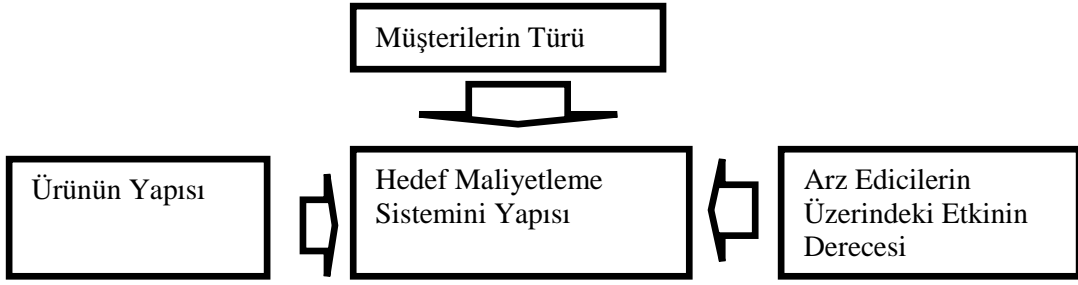 Müşterilerin Türü
Ürünün Yapısı
Hedef Maliyetleme
Sistemini Yapısı
Arz Edicilerin
Üzerindeki Etkinin
Derecesi